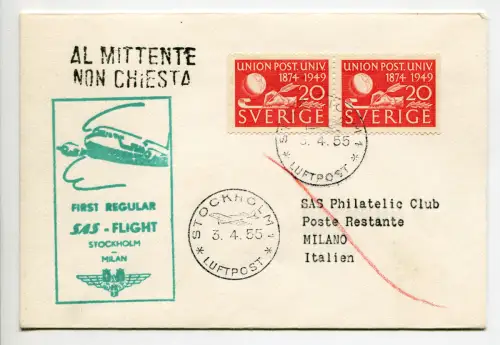 AL MITTENTE
NON CHIESTA
UNION POST. UNIV
1874 1949
20
SVERIGE
UNION POST. UNIV
1874 1949
20
SVERIGE
3. 4. 55
LUFTPOST
FIRST REGULAR
SAS - FLIGHT
STOCKHOLM
-
MILAN
STOCKHOLM 1
3. 4. 55
LUFTPOST
SAS Philatelic Club
Poste Restante
MILANO
Italien